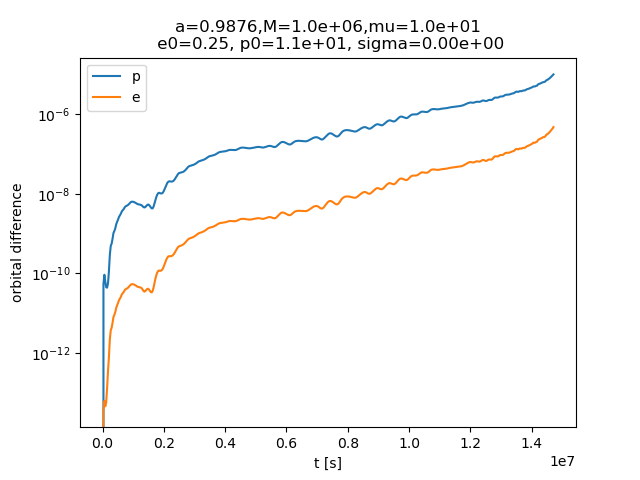 a=0.9876,M=1.0e+06,mu=1.0e+01
e0=0.25, p0=1.1e+01, sigma=0.00e+00
p
e
10⁻⁶
10⁻⁸
10⁻¹⁰
10⁻¹²
orbital difference
0.0 0.2 0.4 0.6 0.8 1.0 1.2 1.4
1e7
t [s]